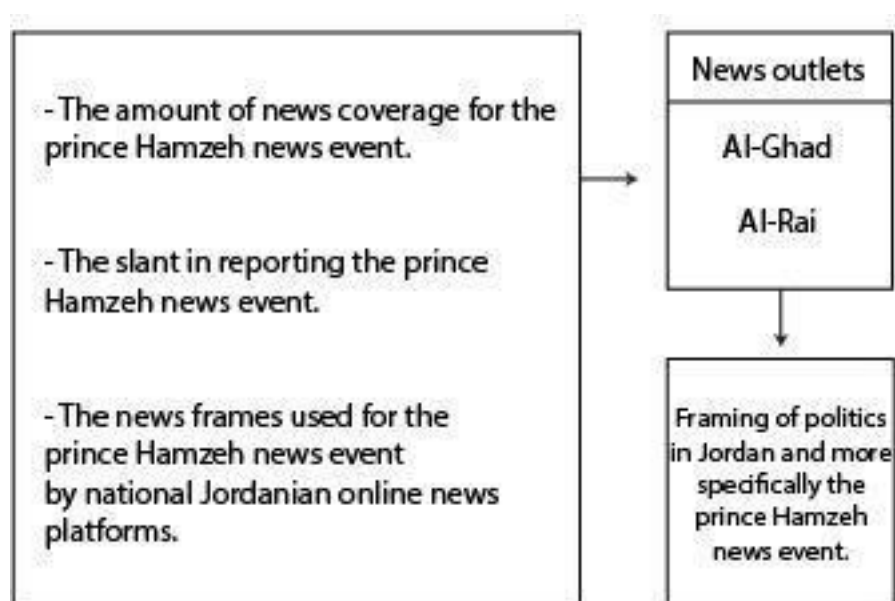 - The amount of news coverage for the
prince Hamzeh news event.
- The slant in reporting the prince
Hamzeh news event.
- The news frames used for the
prince Hamzeh news event
by national Jordanian online news
platforms.
News outlets
Al-Ghad
Al-Rai
Framing of politics
in Jordan and more
specifically the
prince Hamzeh
news event.